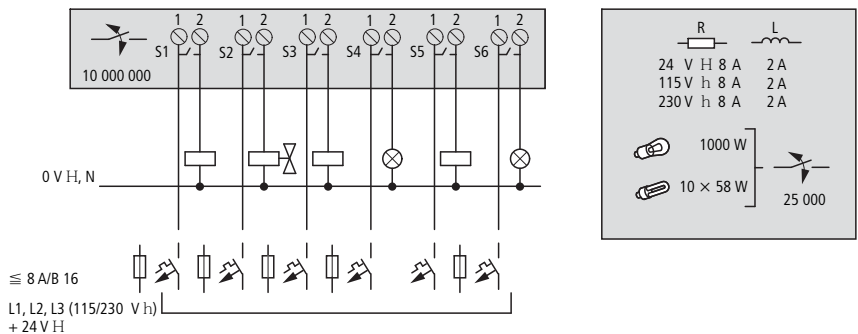 1 2 1 2 1 2 1 2 1 2 1 2
S1 S2 S3 S4 S5 S6
10 000 000
0 V H, N
≦ 8 A/B 16
L1, L2, L3 (115/230 V h)
+ 24 V H
R L
24 V H 8 A 2 A
115 V h 8 A 2 A
230 V h 8 A 2 A
1000 W
10 × 58 W
25 000